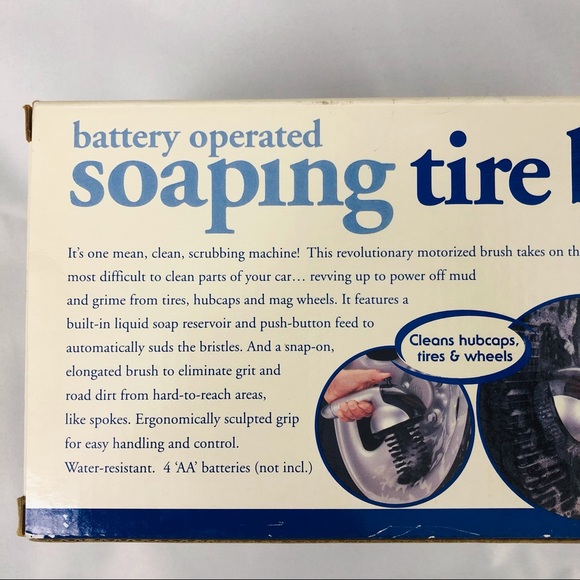 battery operated
soaping tire
It's one mean, clean, scrubbing machine! This revolutionary motorized brush takes on
most difficult to clean parts of your car... revving up to power off mud
and grime from tires, hubcaps and mag wheels. It features a
built-in liquid soap reservoir and push-button feed to
automatically suds the bristles. And a snap-on,
elongated brush to eliminate grit and
road dirt from hard-to-reach areas,
like spokes. Ergonomically sculpted grip
for easy handling and control.
Water-resistant. 4 ‘AA’ batteries (not incl.)
Cleans hubcaps,
tires & wheels